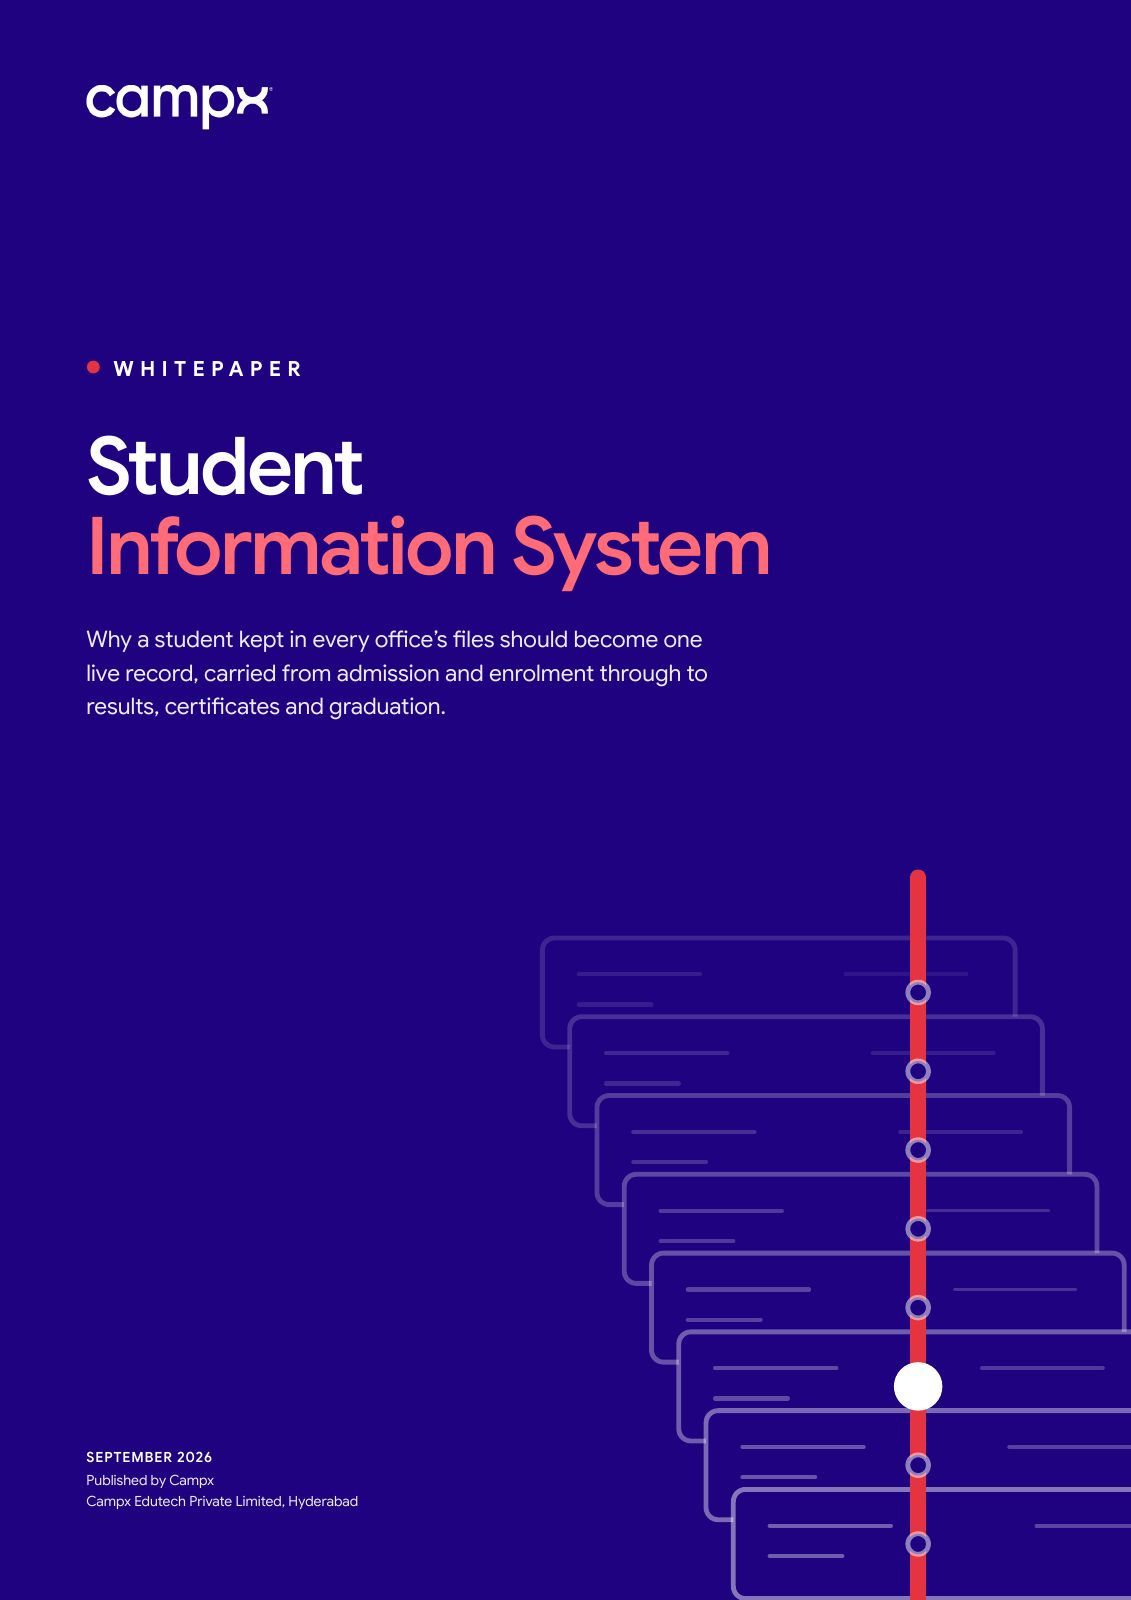 campx
WHITEPAPER
Student
Information System
Why a student kept in every office’s files should become one
live record, carried from admission and enrolment through to
results, certificates and graduation.
SEPTEMBER 2026
Published by Campx
Campx Edutech Private Limited, Hyderabad